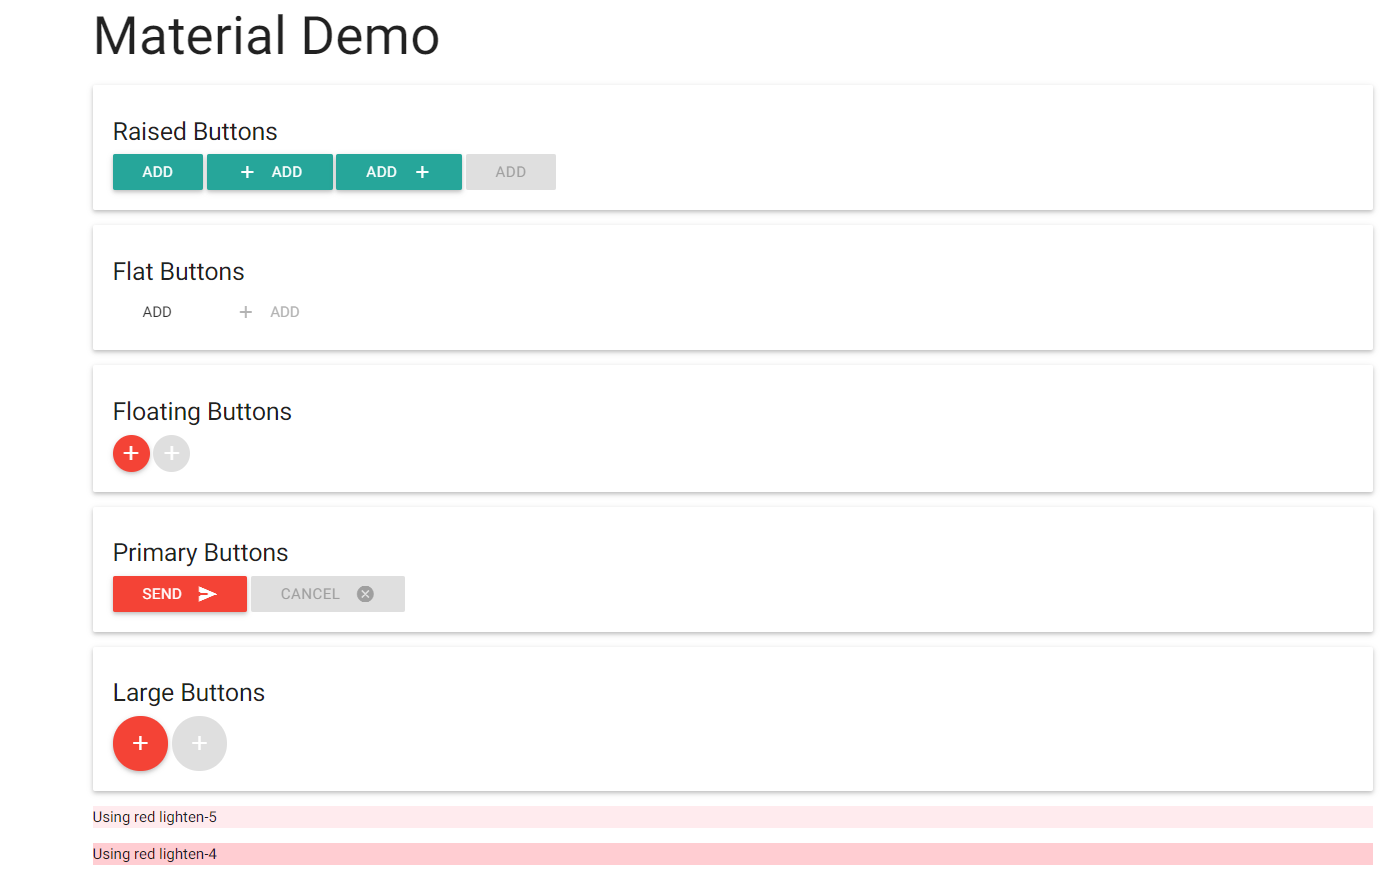 Material Demo
Raised Buttons
ADD + ADD ADD + ADD
Flat Buttons
ADD + ADD
Floating Buttons
+ +
Primary Buttons
SEND CANCEL
Large Buttons
+ +
Using red lighten-5
Using red lighten-4